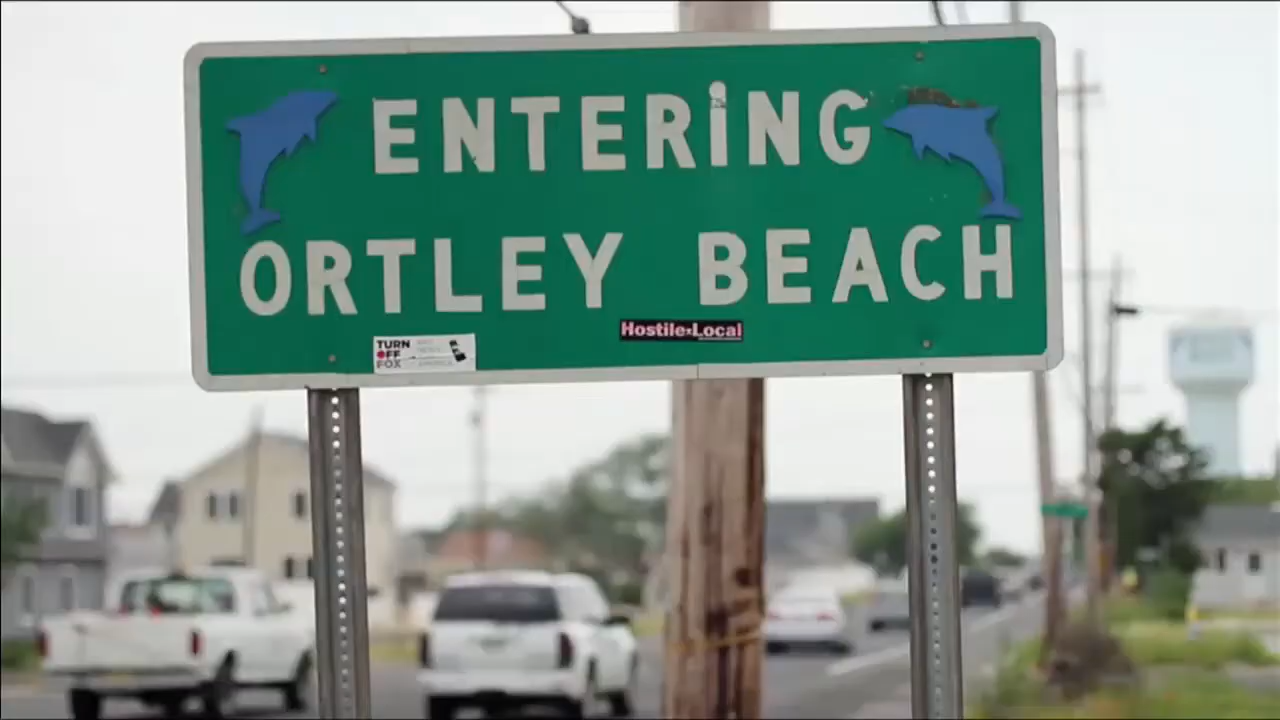 ENTERiNG
ORTLEY BEACH
Hostile Local
TURN
OFF
FOX